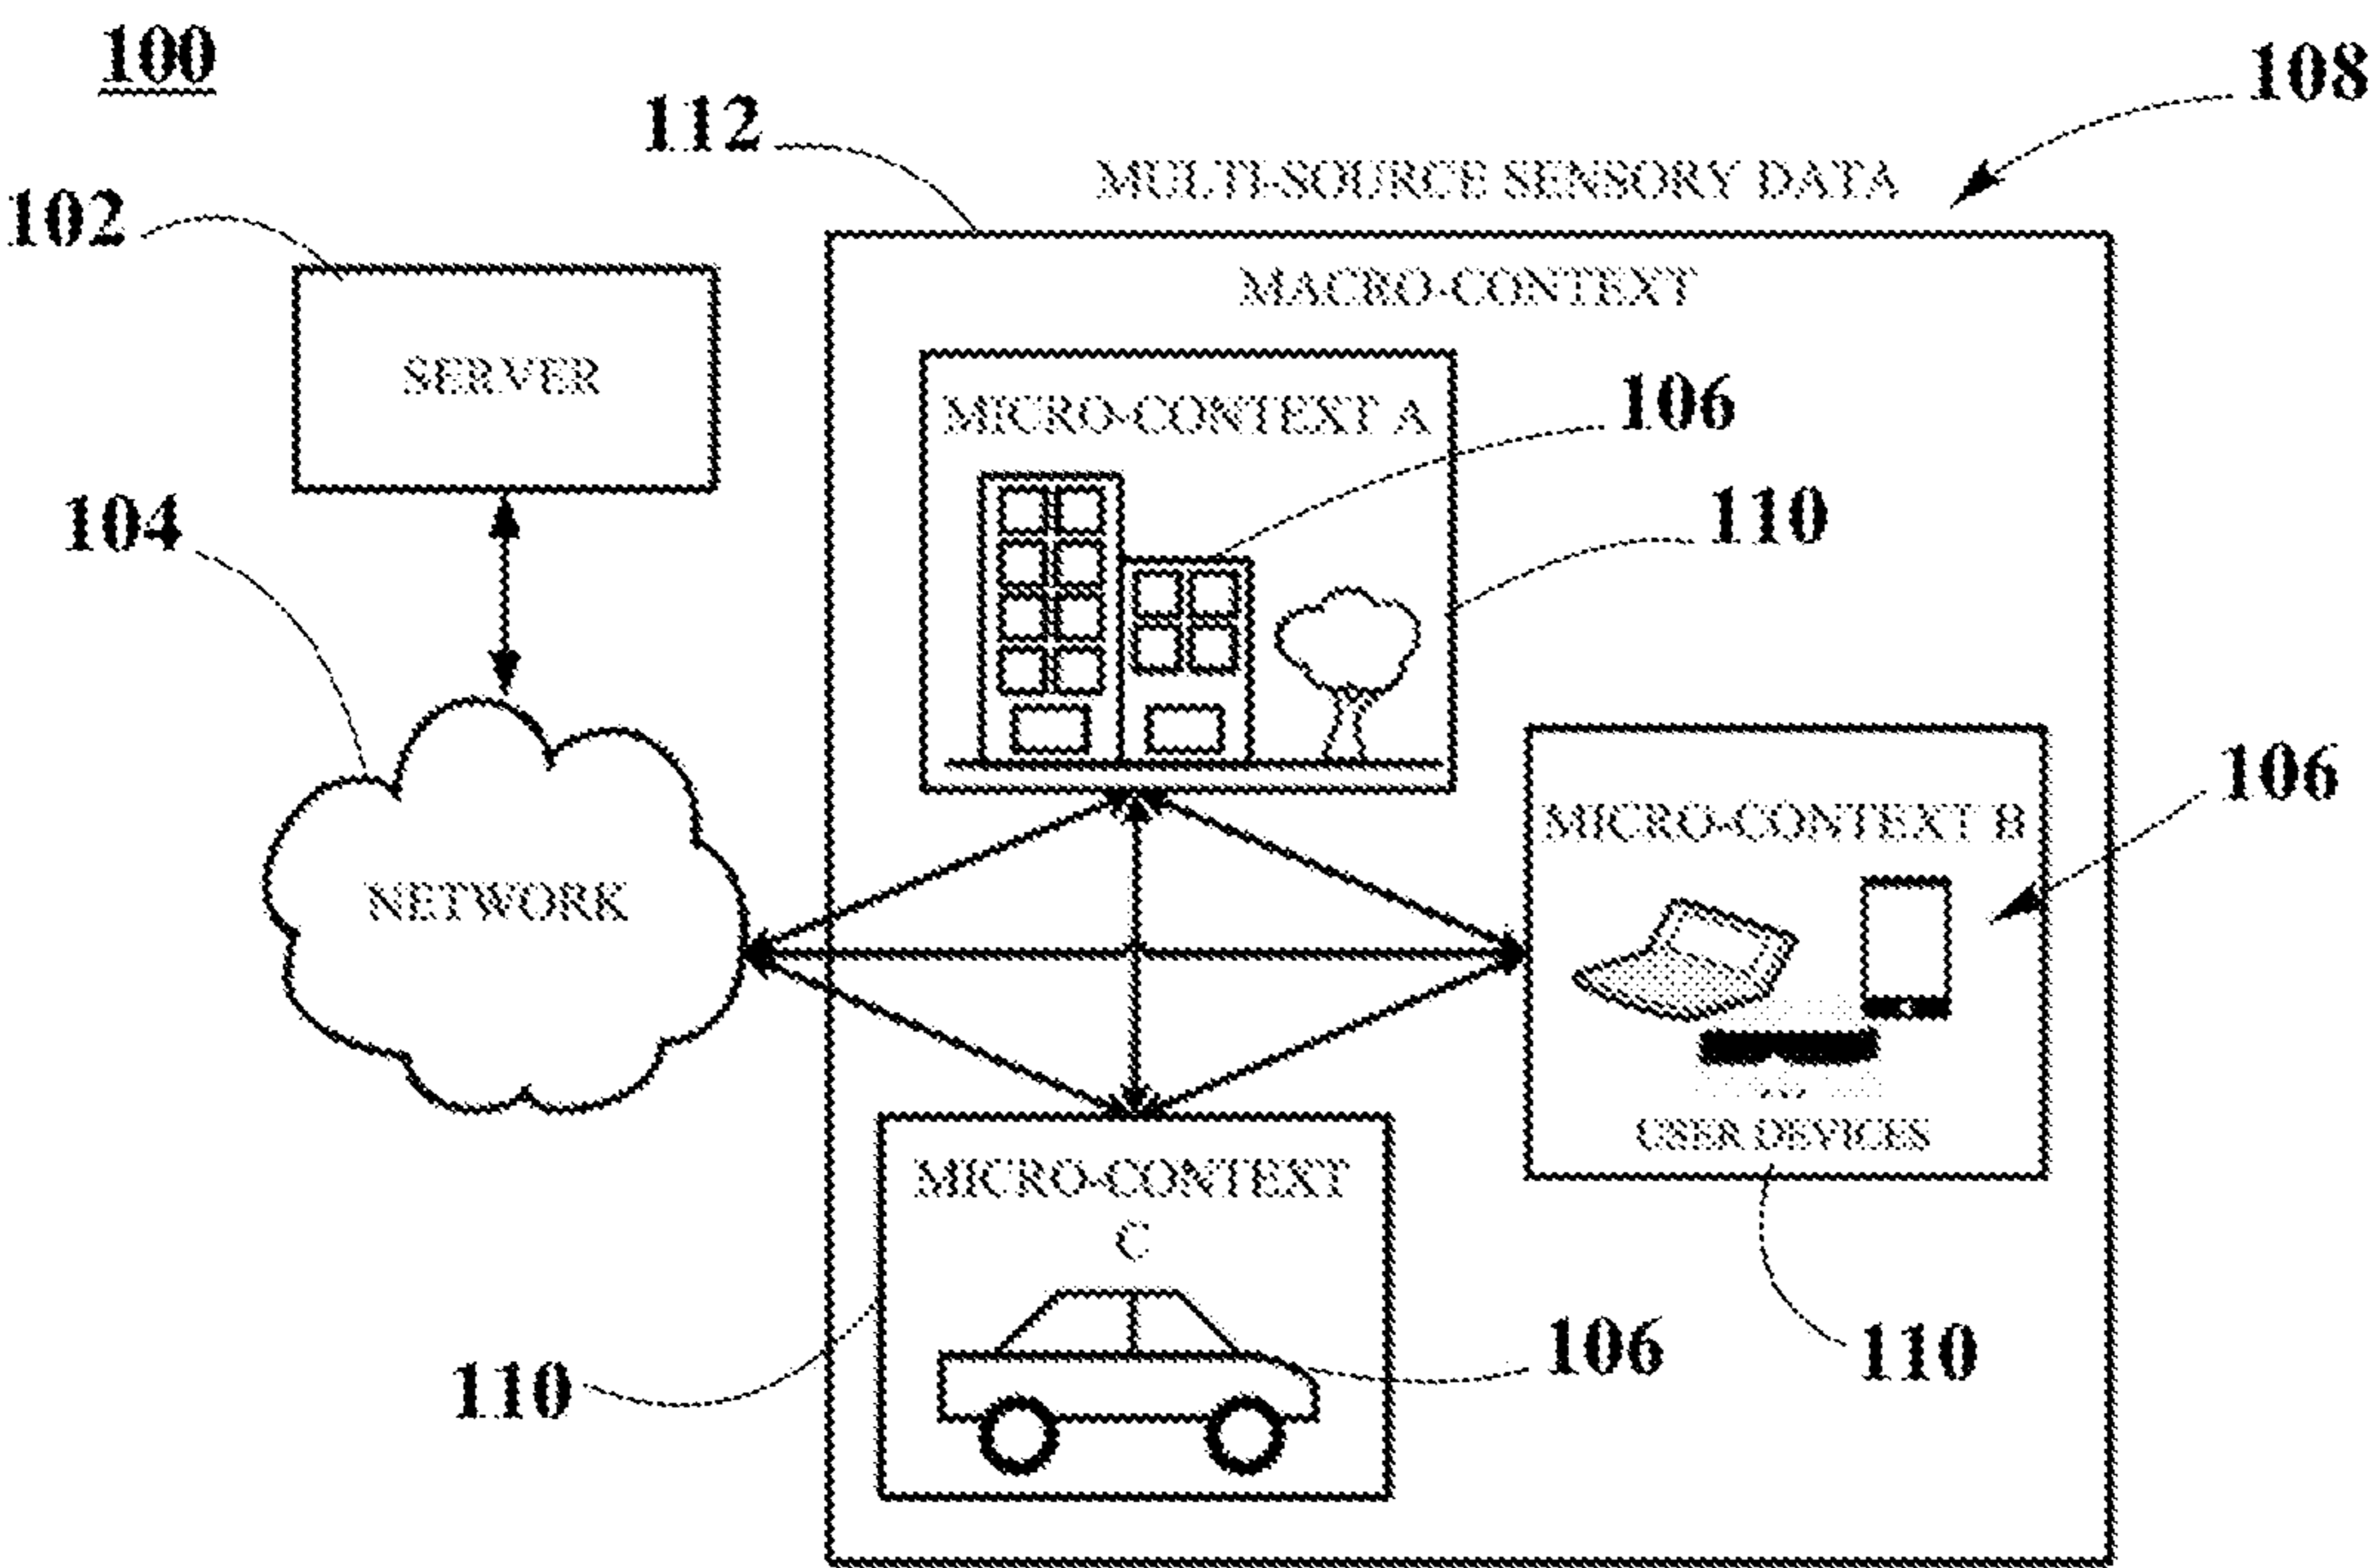 100
108
112
MULTI-SOURCE SENSORY DATA
102
MACRO-CONTEXT
SERVER
MICRO-CONTEXT A
106
110
104
106
MICRO-CONTEXT B
NETWORK
USER DEVICES
MICRO-CONTEXT
C
106
110
110